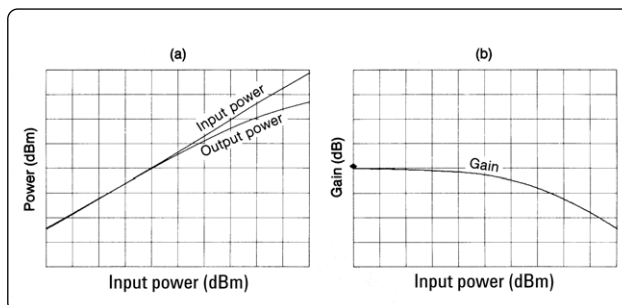 (a)
Power (dBm)
Input power
Output power
Input power (dBm)
(b)
Gain (dB)
Gain
Input power (dBm)